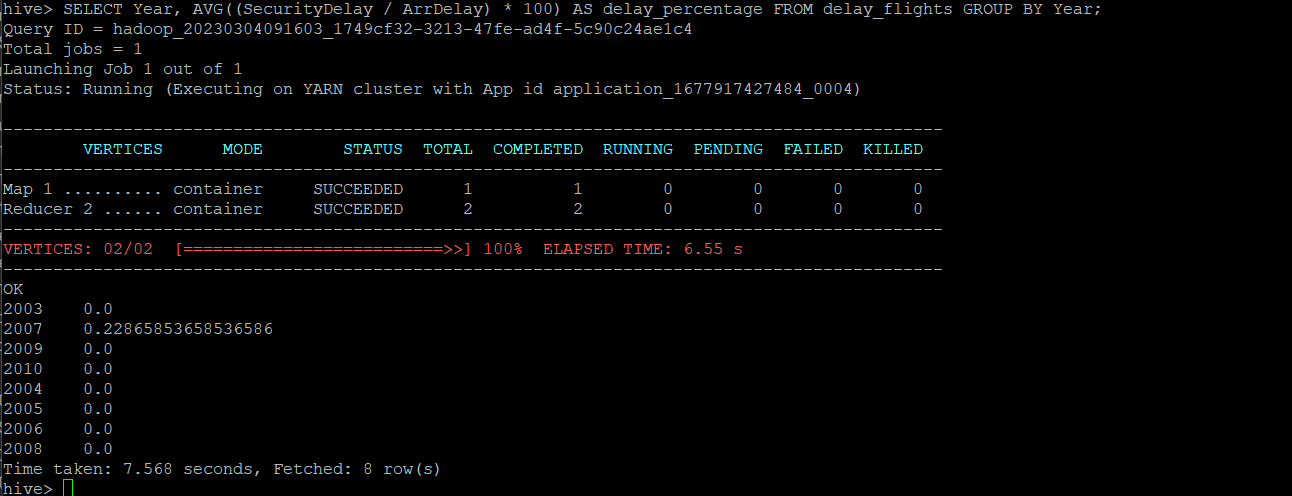 hive> SELECT Year, AVG((SecurityDelay / ArrDelay) * 100) AS delay_percentage FROM delay_flights GROUP BY Year;
Query ID = hadoop_20230304091603_1749cf32-3213-47fe-ad4f-5c90c24ae1c4
Total jobs = 1
Launching Job 1 out of 1
Status: Running (Executing on YARN cluster with App id application_1677917427484_0004)
----------------------------------------------------------------------------------------------
        VERTICES      MODE        STATUS  TOTAL  COMPLETED  RUNNING  PENDING  FAILED  KILLED
----------------------------------------------------------------------------------------------
Map 1 .......... container     SUCCEEDED      1          1        0        0       0       0
Reducer 2 ...... container     SUCCEEDED      2          2        0        0       0       0
----------------------------------------------------------------------------------------------
VERTICES: 02/02  [==========================>>] 100%  ELAPSED TIME: 6.55 s
----------------------------------------------------------------------------------------------
OK
2003    0.0
2007    0.22865853658536586
2009    0.0
2010    0.0
2004    0.0
2005    0.0
2006    0.0
2008    0.0
Time taken: 7.568 seconds, Fetched: 8 row(s)
hive>